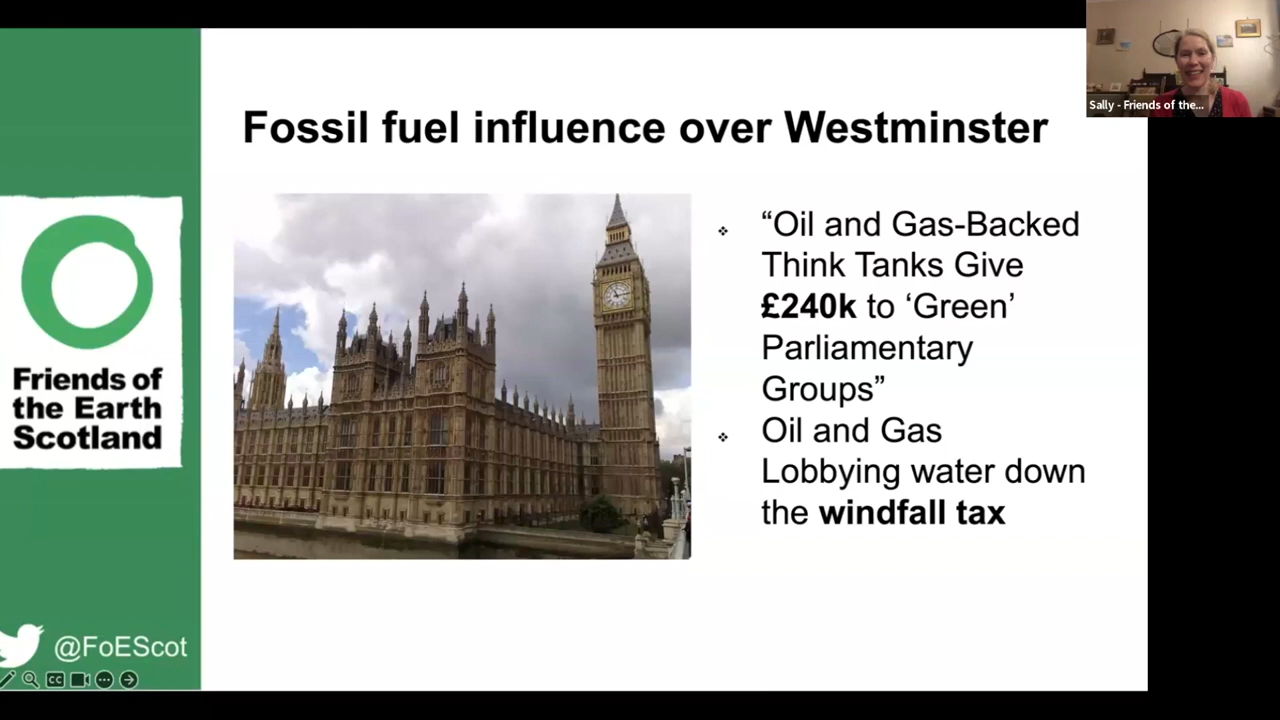 Sally - Friends of the...
Fossil fuel influence over Westminster
“Oil and Gas-Backed
Think Tanks Give
£240k to ‘Green’
Parliamentary
Groups”
Oil and Gas
Lobbying water down
the windfall tax
Friends of
the Earth
Scotland
@FoEScot
CC